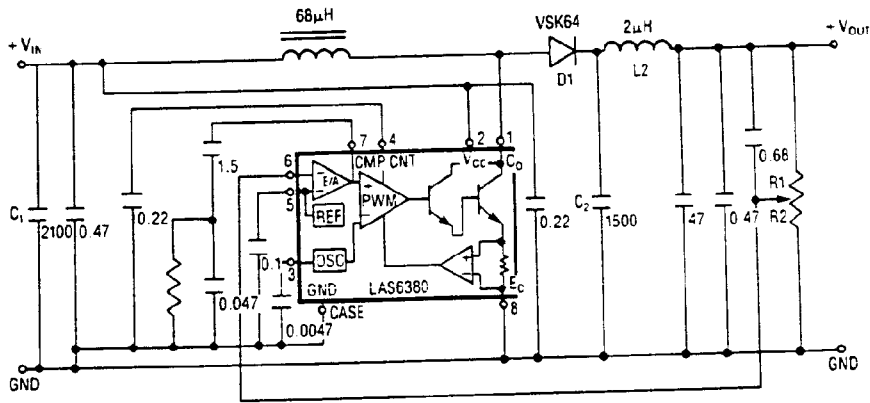 68μH
VSK64
2μH
+ VIN
+ VOUT
D1
L2
7
4
2
1
6
CMP CNT
VCC
CO
1.5
E/A
0.68
5
PWM
R1
C1
0.22
REF
0.22
C2
2100
0.47
1500
47
0.47
R2
0.1
3
OSC
EC
0.047
GND
LAS6380
8
CASE
0.0047
GND
GND